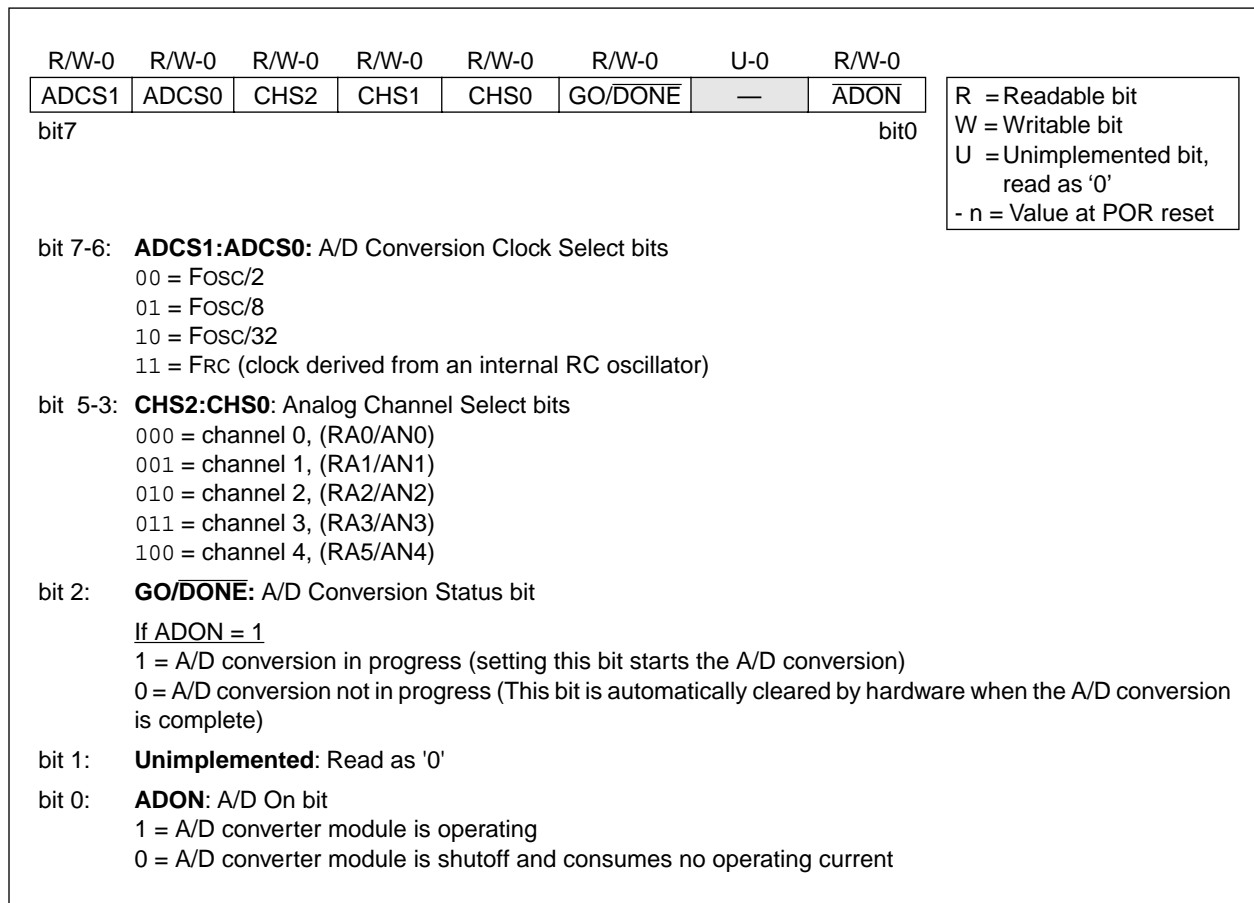 R/W-0 R/W-0 R/W-0 R/W-0 R/W-0 R/W-0 U-0 R/W-0
ADCS1 ADCS0 CHS2 CHS1 CHS0 GO/DONE — ADON
bit7 bit0
R = Readable bit
W = Writable bit
U = Unimplemented bit,
read as ‘0’
- n = Value at POR reset
bit 7-6: ADCS1:ADCS0: A/D Conversion Clock Select bits
00 = FOSC/2
01 = FOSC/8
10 = FOSC/32
11 = FRC (clock derived from an internal RC oscillator)
bit 5-3: CHS2:CHS0: Analog Channel Select bits
000 = channel 0, (RA0/AN0)
001 = channel 1, (RA1/AN1)
010 = channel 2, (RA2/AN2)
011 = channel 3, (RA3/AN3)
100 = channel 4, (RA5/AN4)
bit 2: GO/DONE: A/D Conversion Status bit
If ADON = 1
1 = A/D conversion in progress (setting this bit starts the A/D conversion)
0 = A/D conversion not in progress (This bit is automatically cleared by hardware when the A/D conversion
is complete)
bit 1: Unimplemented: Read as '0'
bit 0: ADON: A/D On bit
1 = A/D converter module is operating
0 = A/D converter module is shutoff and consumes no operating current